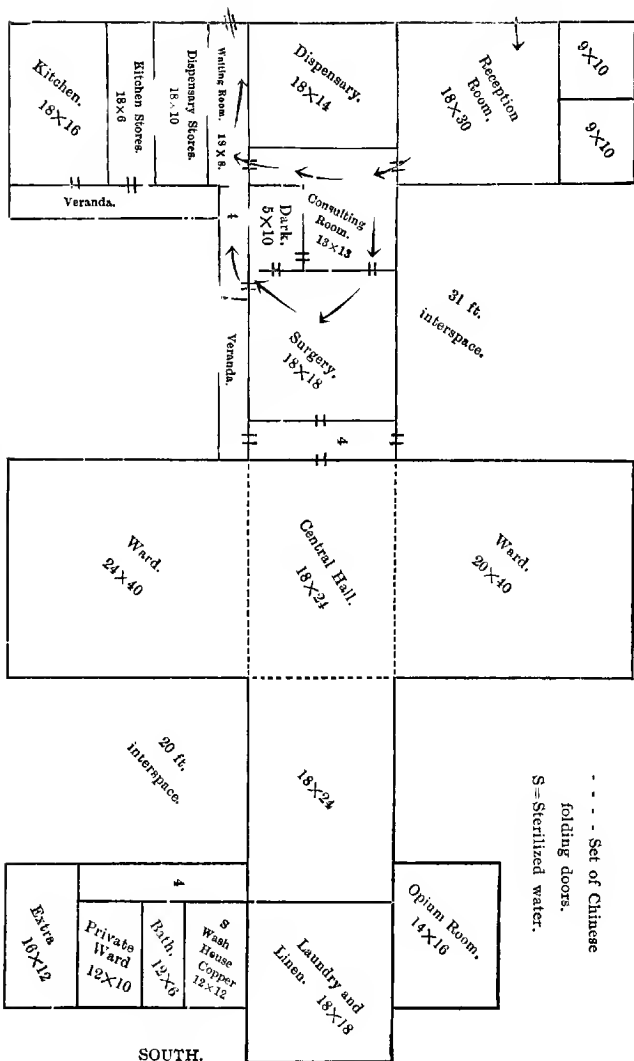 Kitchen.
18×16
Kitchen Stores.
18×6
Dispensary Stores.
18×10
Waiting Room. 18×8.
Dispensary.
18×14
Reception
Room.
18×30
9×10
9×10
Veranda.
4
Dark.
5×10
Consulting
Room.
13×13
31 ft.
interspace.
Veranda.
Surgery.
18×18
4
Ward.
24×40
Central Hall.
18×24
Ward.
20×40
20 ft.
interspace.
18×24
- - - - Set of Chinese
folding doors.
S=Sterilized water.
4
Extra
16×12
Private
Ward
12×10
Bath.
12×6
S
Wash
House
Copper
12×12
Laundry and
Linen.
18×18
Opium Room.
14×16
SOUTH.